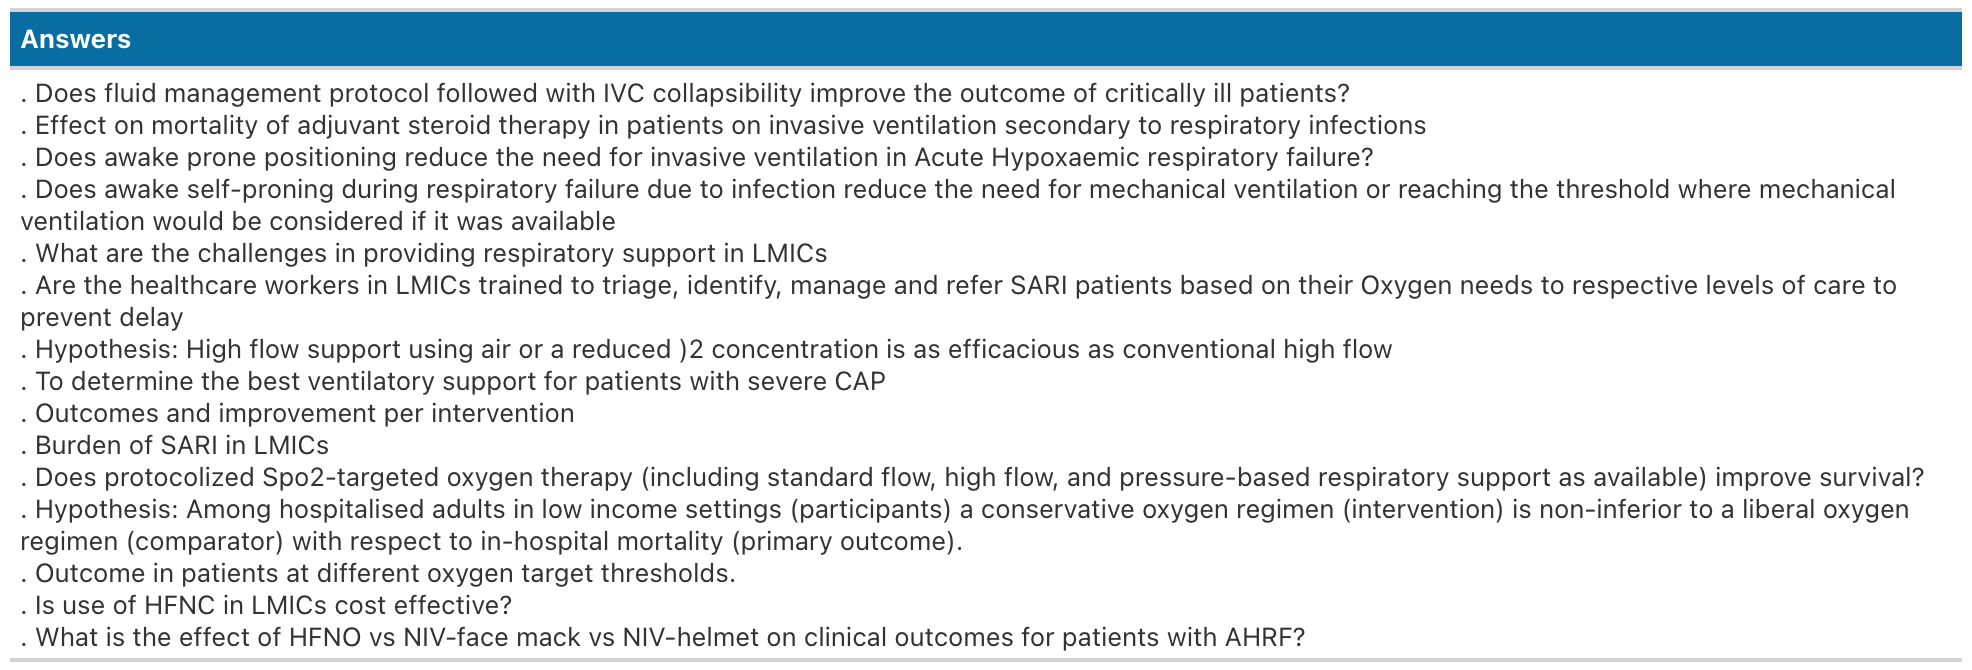 Answers
. Does fluid management protocol followed with IVC collapsibility improve the outcome of critically ill patients?
. Effect on mortality of adjuvant steroid therapy in patients on invasive ventilation secondary to respiratory infections
. Does awake prone positioning reduce the need for invasive ventilation in Acute Hypoxaemic respiratory failure?
. Does awake self-proning during respiratory failure due to infection reduce the need for mechanical ventilation or reaching the threshold where mechanical
ventilation would be considered if it was available
. What are the challenges in providing respiratory support in LMICs
. Are the healthcare workers in LMICs trained to triage, identify, manage and refer SARI patients based on their Oxygen needs to respective levels of care to
prevent delay
. Hypothesis: High flow support using air or a reduced )2 concentration is as efficacious as conventional high flow
. To determine the best ventilatory support for patients with severe CAP
. Outcomes and improvement per intervention
. Burden of SARI in LMICs
. Does protocolized Spo2-targeted oxygen therapy (including standard flow, high flow, and pressure-based respiratory support as available) improve survival?
. Hypothesis: Among hospitalised adults in low income settings (participants) a conservative oxygen regimen (intervention) is non-inferior to a liberal oxygen
regimen (comparator) with respect to in-hospital mortality (primary outcome).
. Outcome in patients at different oxygen target thresholds.
. Is use of HFNC in LMICs cost effective?
. What is the effect of HFNO vs NIV-face mack vs NIV-helmet on clinical outcomes for patients with AHRF?